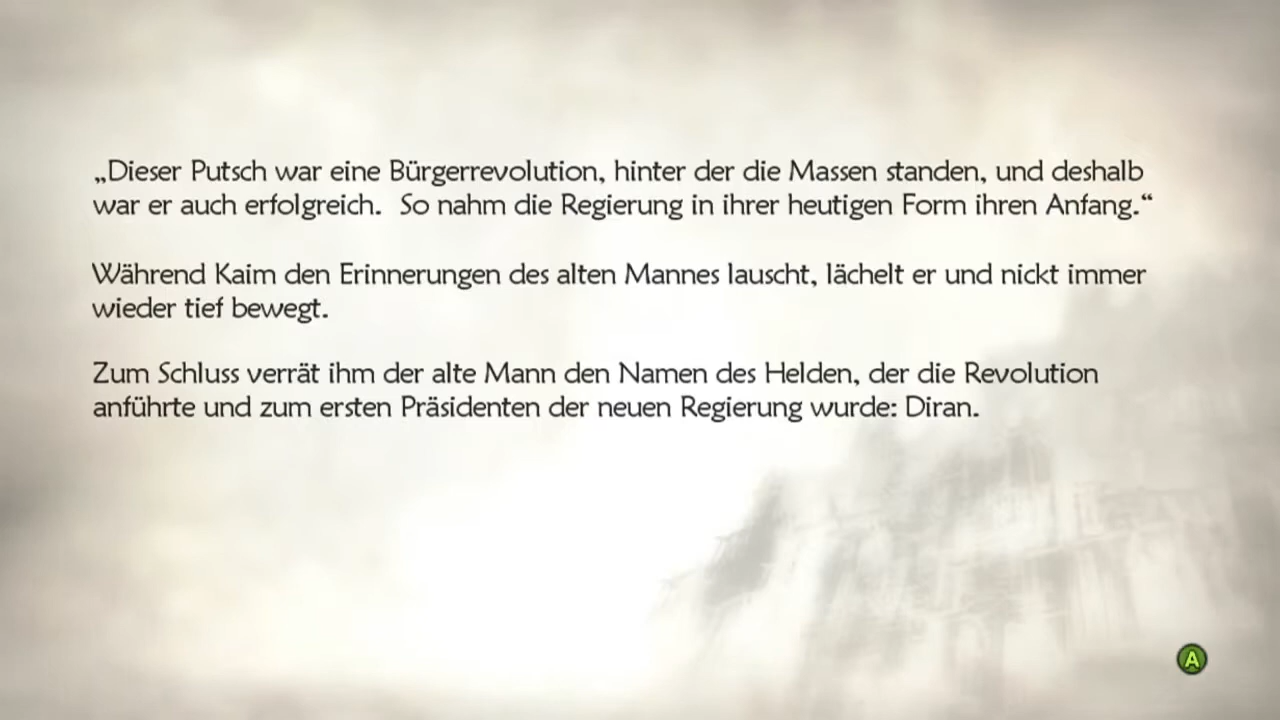 „Dieser Putsch war eine Bürgerrevolution, hinter der die Massen standen, und deshalb
war er auch erfolgreich.  So nahm die Regierung in ihrer heutigen Form ihren Anfang.“
Während Kaim den Erinnerungen des alten Mannes lauscht, lächelt er und nickt immer
wieder tief bewegt.
Zum Schluss verrät ihm der alte Mann den Namen des Helden, der die Revolution
anführte und zum ersten Präsidenten der neuen Regierung wurde: Diran.
A